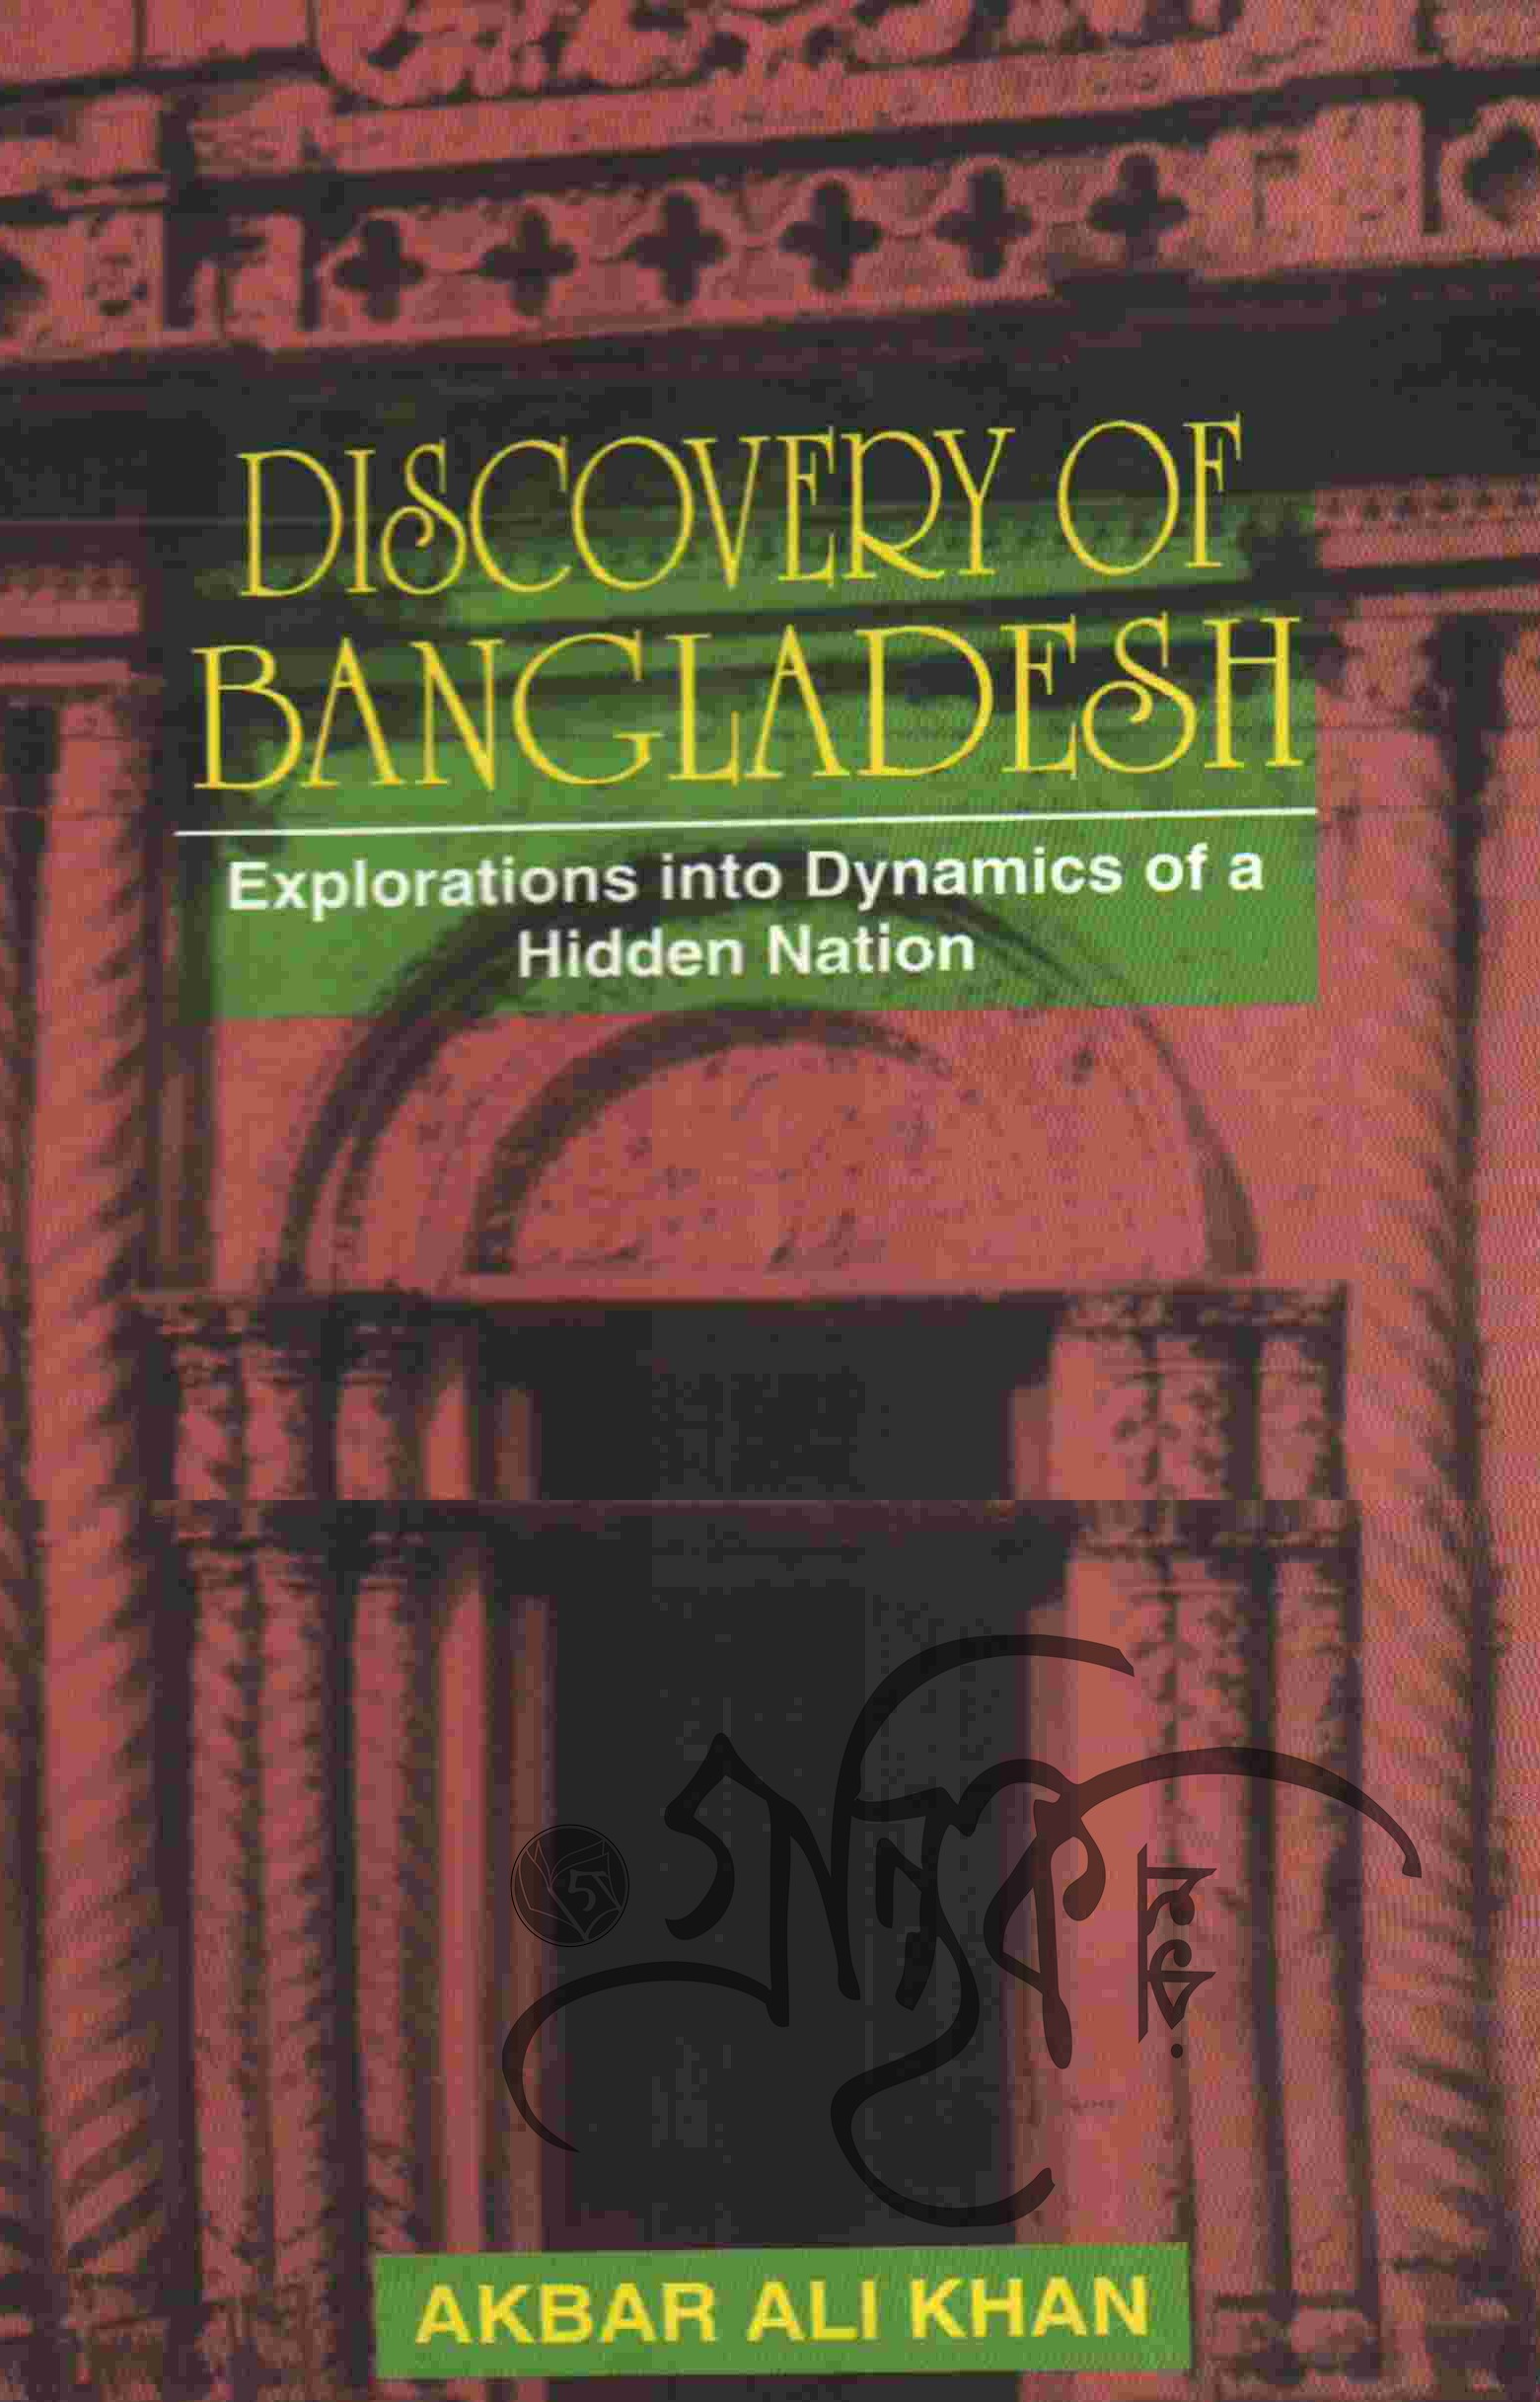 DISCOVERY OF
BANGLADESH
Explorations into Dynamics of a
Hidden Nation
AKBAR ALI KHAN